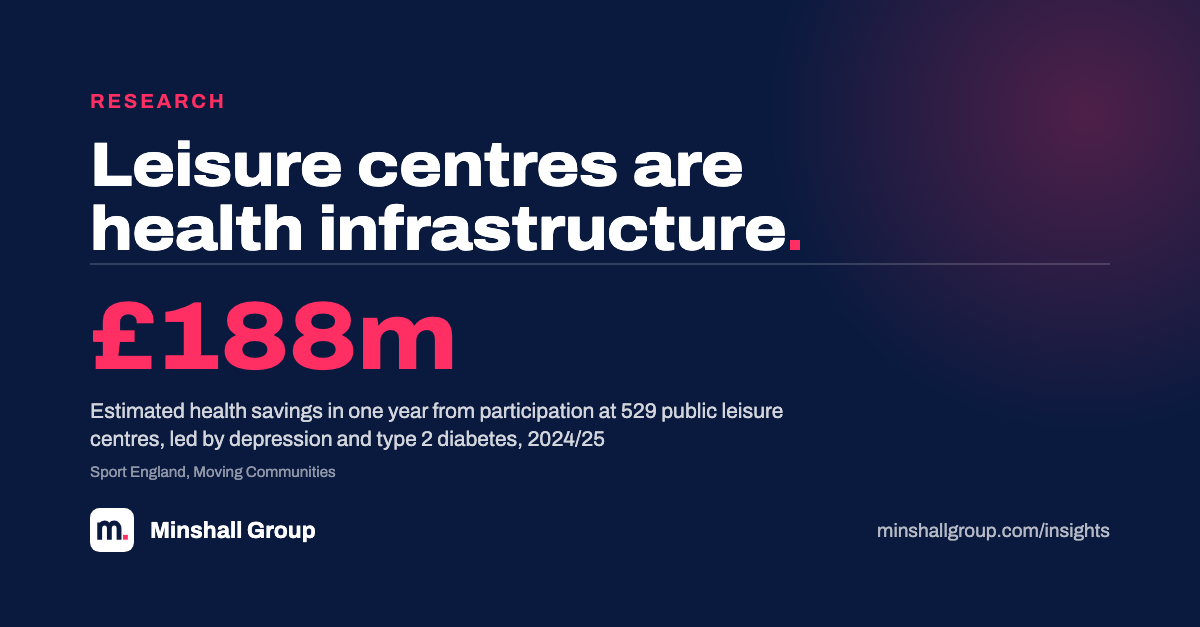 RESEARCH
Leisure centres are
health infrastructure.
£188m
Estimated health savings in one year from participation at 529 public leisure
centres, led by depression and type 2 diabetes, 2024/25
Sport England, Moving Communities
m.
Minshall Group
minshallgroup.com/insights